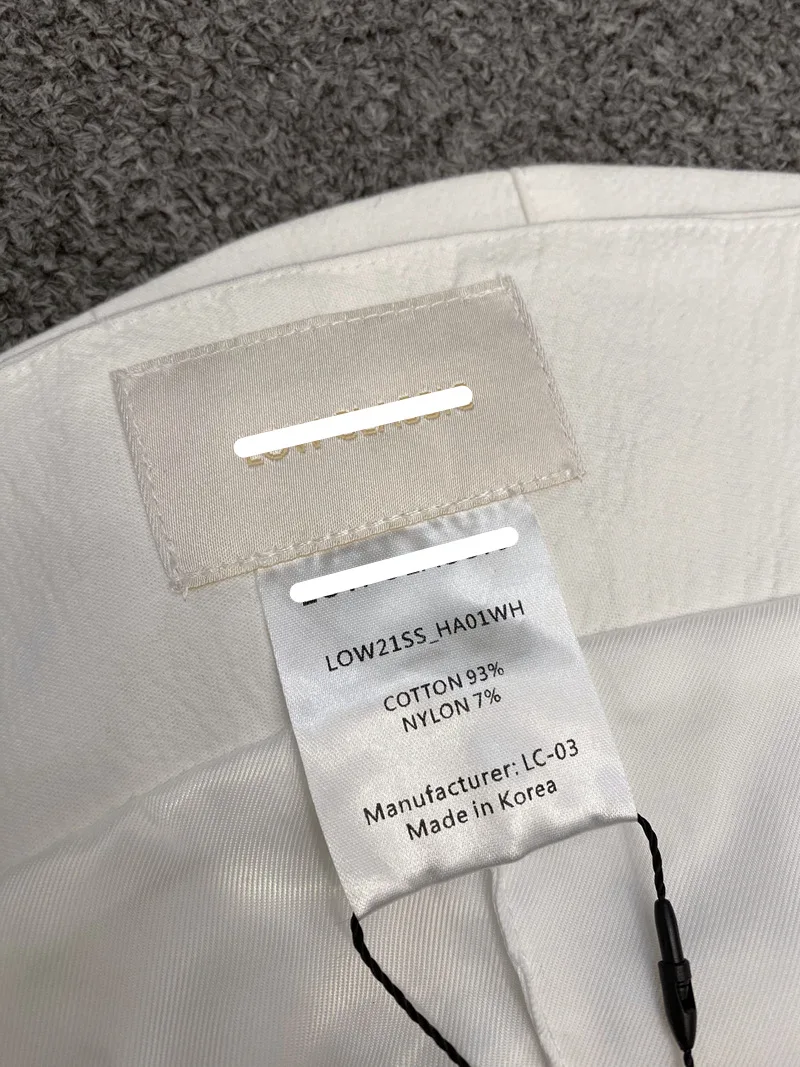 LOW21SS_HA01WH
COTTON 93%
NYLON 7%
Manufacturer: LC-03
Made in Korea